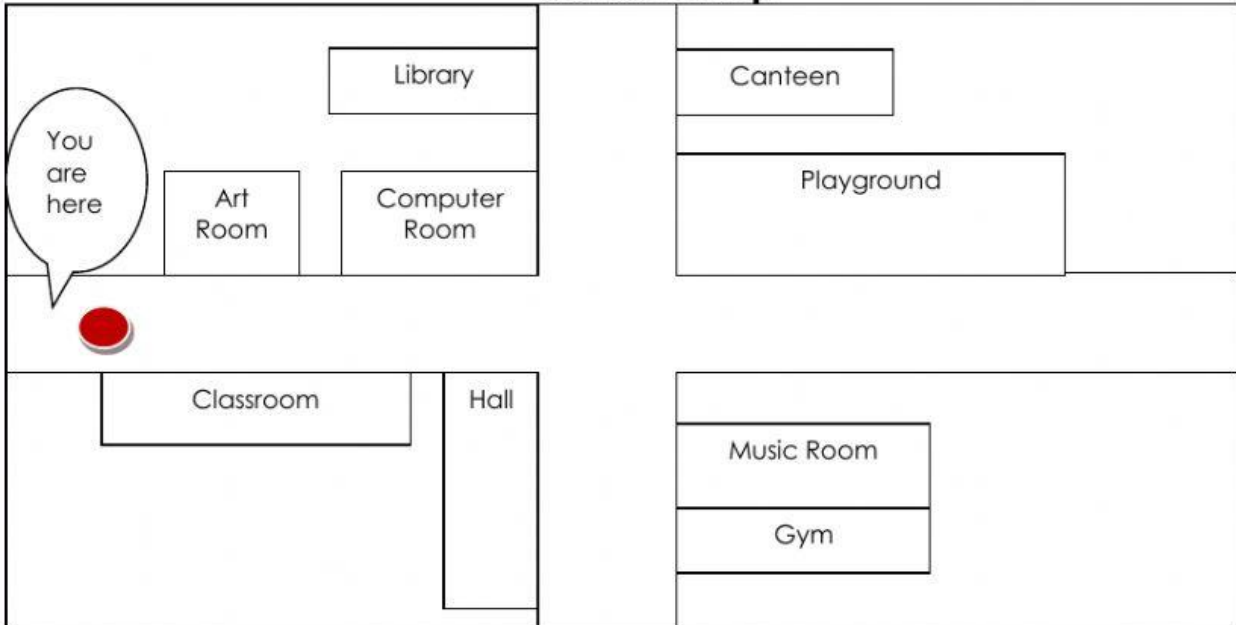 Library
Canteen
You
are
here
Art
Room
Computer
Room
Playground
Classroom
Hall
Music Room
Gym